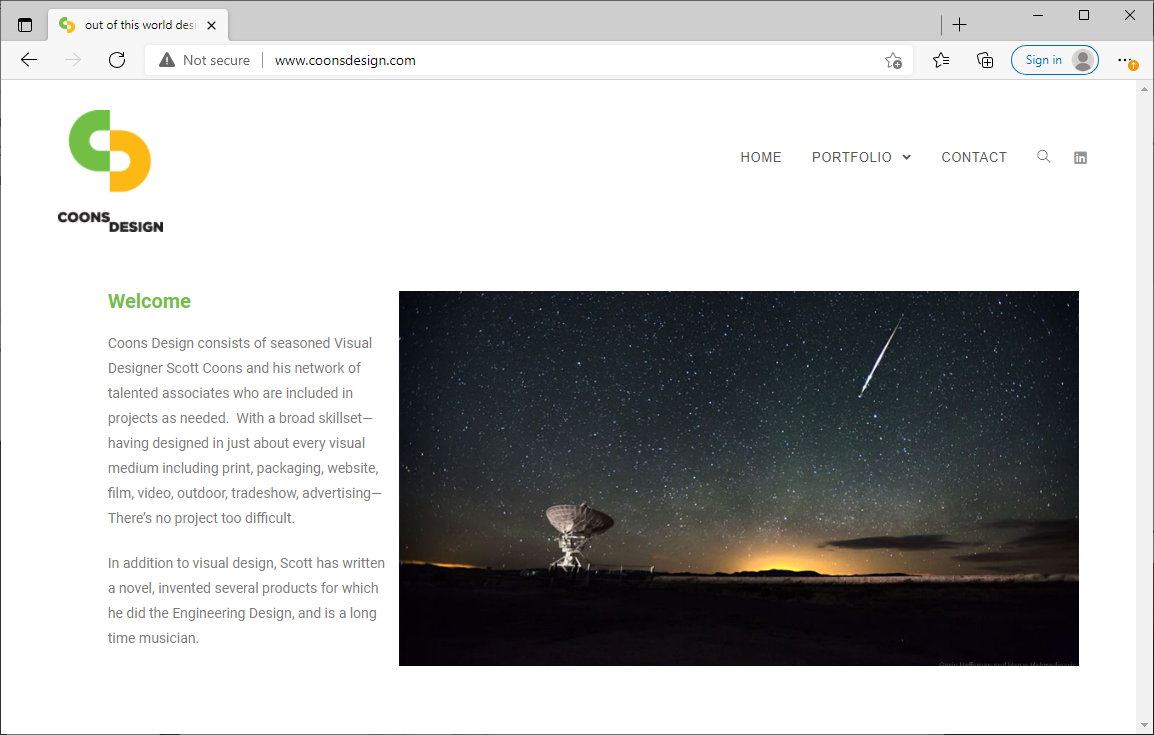 out of this world desi
Not secure
www.coonsdesign.com
Sign in
COONS
DESIGN
HOME
PORTFOLIO
CONTACT
Welcome
Coons Design consists of seasoned Visual
Designer Scott Coons and his network of
talented associates who are included in
projects as needed.  With a broad skillset—
having designed in just about every visual
medium including print, packaging, website,
film, video, outdoor, tradeshow, advertising—
There’s no project too difficult.
In addition to visual design, Scott has written
a novel, invented several products for which
he did the Engineering Design, and is a long
time musician.